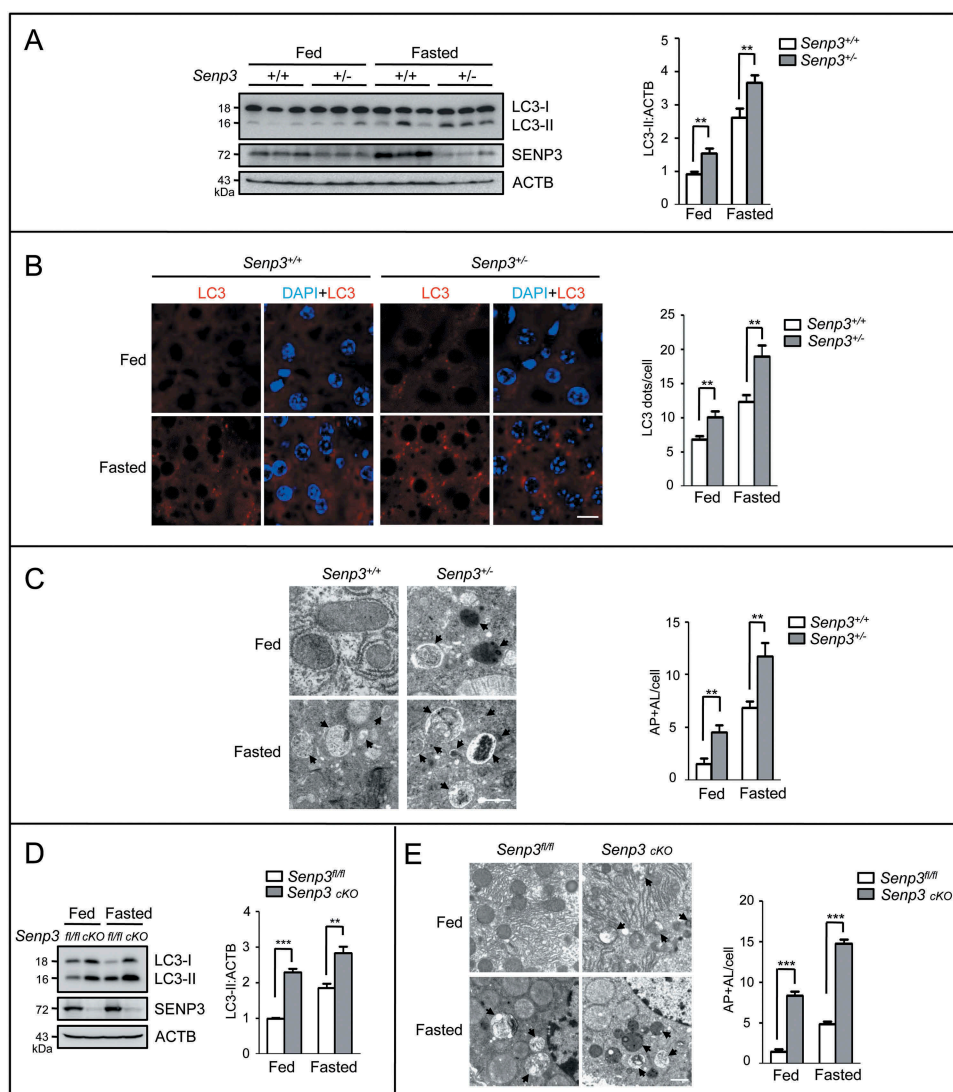 A
Fed Fasted
Senp3 +/+ +/- +/+ +/-
18 LC3-I
16 LC3-II
72 SENP3
43 ACTB
kDa
LC3-II:ACTB
5
4
3
2
1
0
** **
Fed Fasted
Senp3+/+
Senp3+/-
B
Senp3+/+ Senp3+/-
LC3 DAPI+LC3 LC3 DAPI+LC3
Fed
Fasted
LC3 dots/cell
25
20
15
10
5
0
** **
Fed Fasted
Senp3+/+
Senp3+/-
C
Senp3+/+ Senp3+/-
Fed
Fasted
AP+AL/cell
15
10
5
0
** **
Fed Fasted
Senp3+/+
Senp3+/-
D
Fed Fasted
Senp3 fl/fl cKO fl/fl cKO
18 LC3-I
16 LC3-II
72 SENP3
43 ACTB
kDa
Senp3fl/fl
Senp3 cKO
LC3-II:ACTB
4
3
2
1
0
*** **
Fed Fasted
E
Senp3fl/fl Senp3 cKO
Fed
Fasted
Senp3fl/fl
Senp3 cKO
AP+AL/cell
20
15
10
5
0
*** ***
Fed Fasted